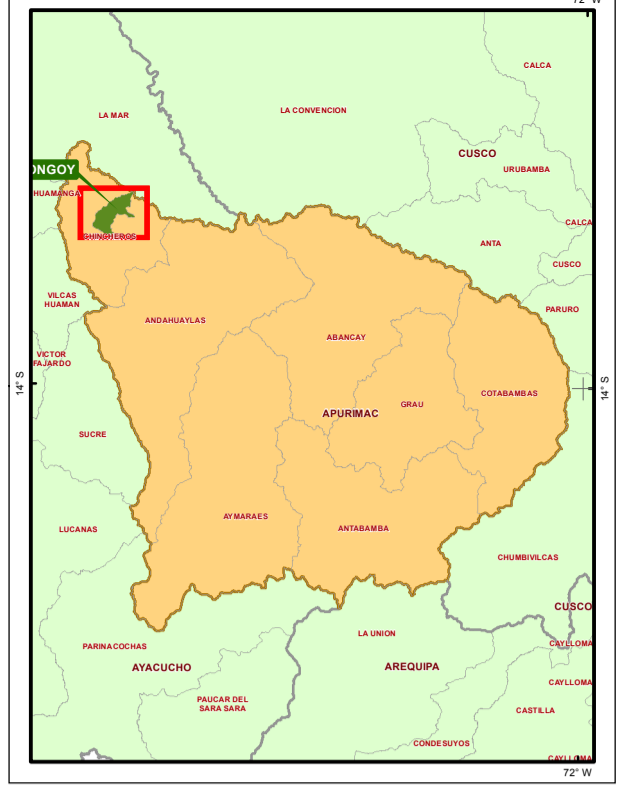 72° W
CALCA
LA MAR
LA CONVENCION
CUSCO
URUBAMBA
ONGOY
HUAMANGA
CALCA
CHINCHEROS
ANTA
CUSCO
VILCAS
HUAMAN
PARURO
ANDAHUAYLAS
ABANCAY
VICTOR
FAJARDO
14° S
14° S
COTABAMBAS
GRAU
APURIMAC
SUCRE
AYMARAES
ANTABAMBA
LUCANAS
CHUMBIVILCAS
CUSCO
LA UNION
CAYLLOMA
PARINACOCHAS
AYACUCHO
AREQUIPA
CAYLLOMA
PAUCAR DEL
SARA SARA
CASTILLA
CONDESUYOS
CAYLLOMA
72° W